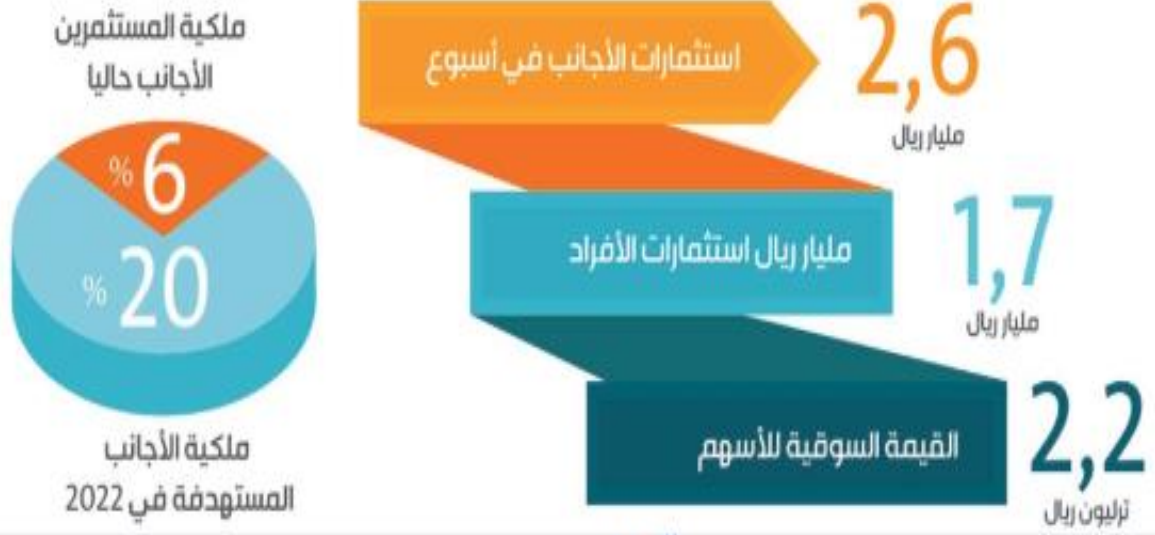 استثمارات الأجانب في أسبوع
2,6
مليار ريال
مليار ريال استثمارات الأفراد
1,7
مليار ريال
القيمة السوقية للأسهم
2,2
ترليون ريال
ملكية المستثمرين
الأجانب حاليا
% 6
% 20
ملكية الأجانب
المستهدفة في 2022